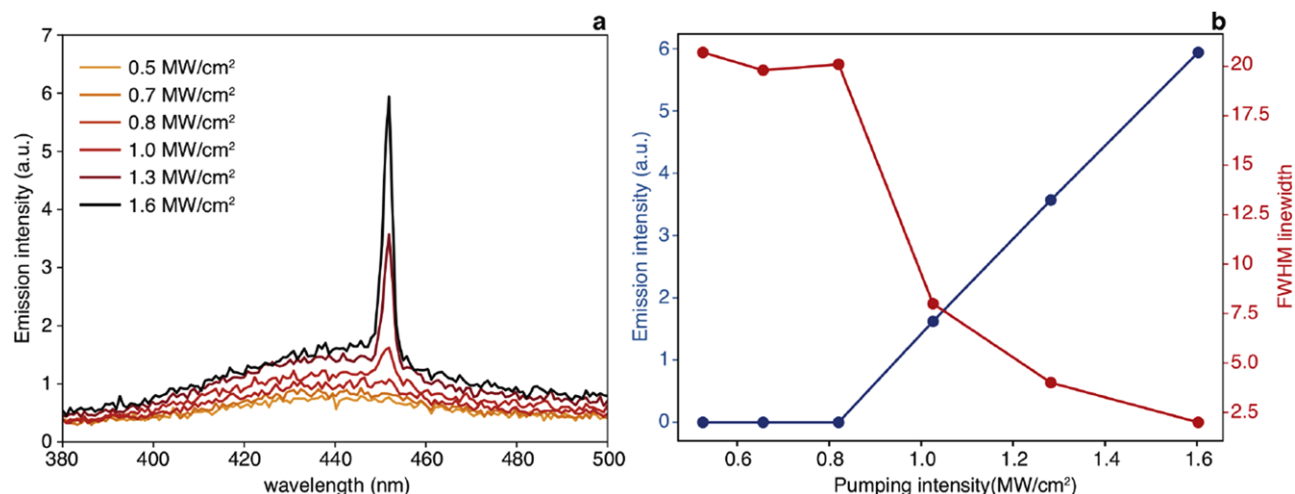 a
7
6
5
4
3
2
1
0
Emission intensity (a.u.)
0.5 MW/cm²
0.7 MW/cm²
0.8 MW/cm²
1.0 MW/cm²
1.3 MW/cm²
1.6 MW/cm²
380 400 420 440 460 480 500
wavelength (nm)
b
6
5
4
3
2
1
0
Emission intensity (a.u.)
20
17.5
15
12.5
10
7.5
5.0
2.5
FWHM linewidth
0.6 0.8 1.0 1.2 1.4 1.6
Pumping intensity(MW/cm²)